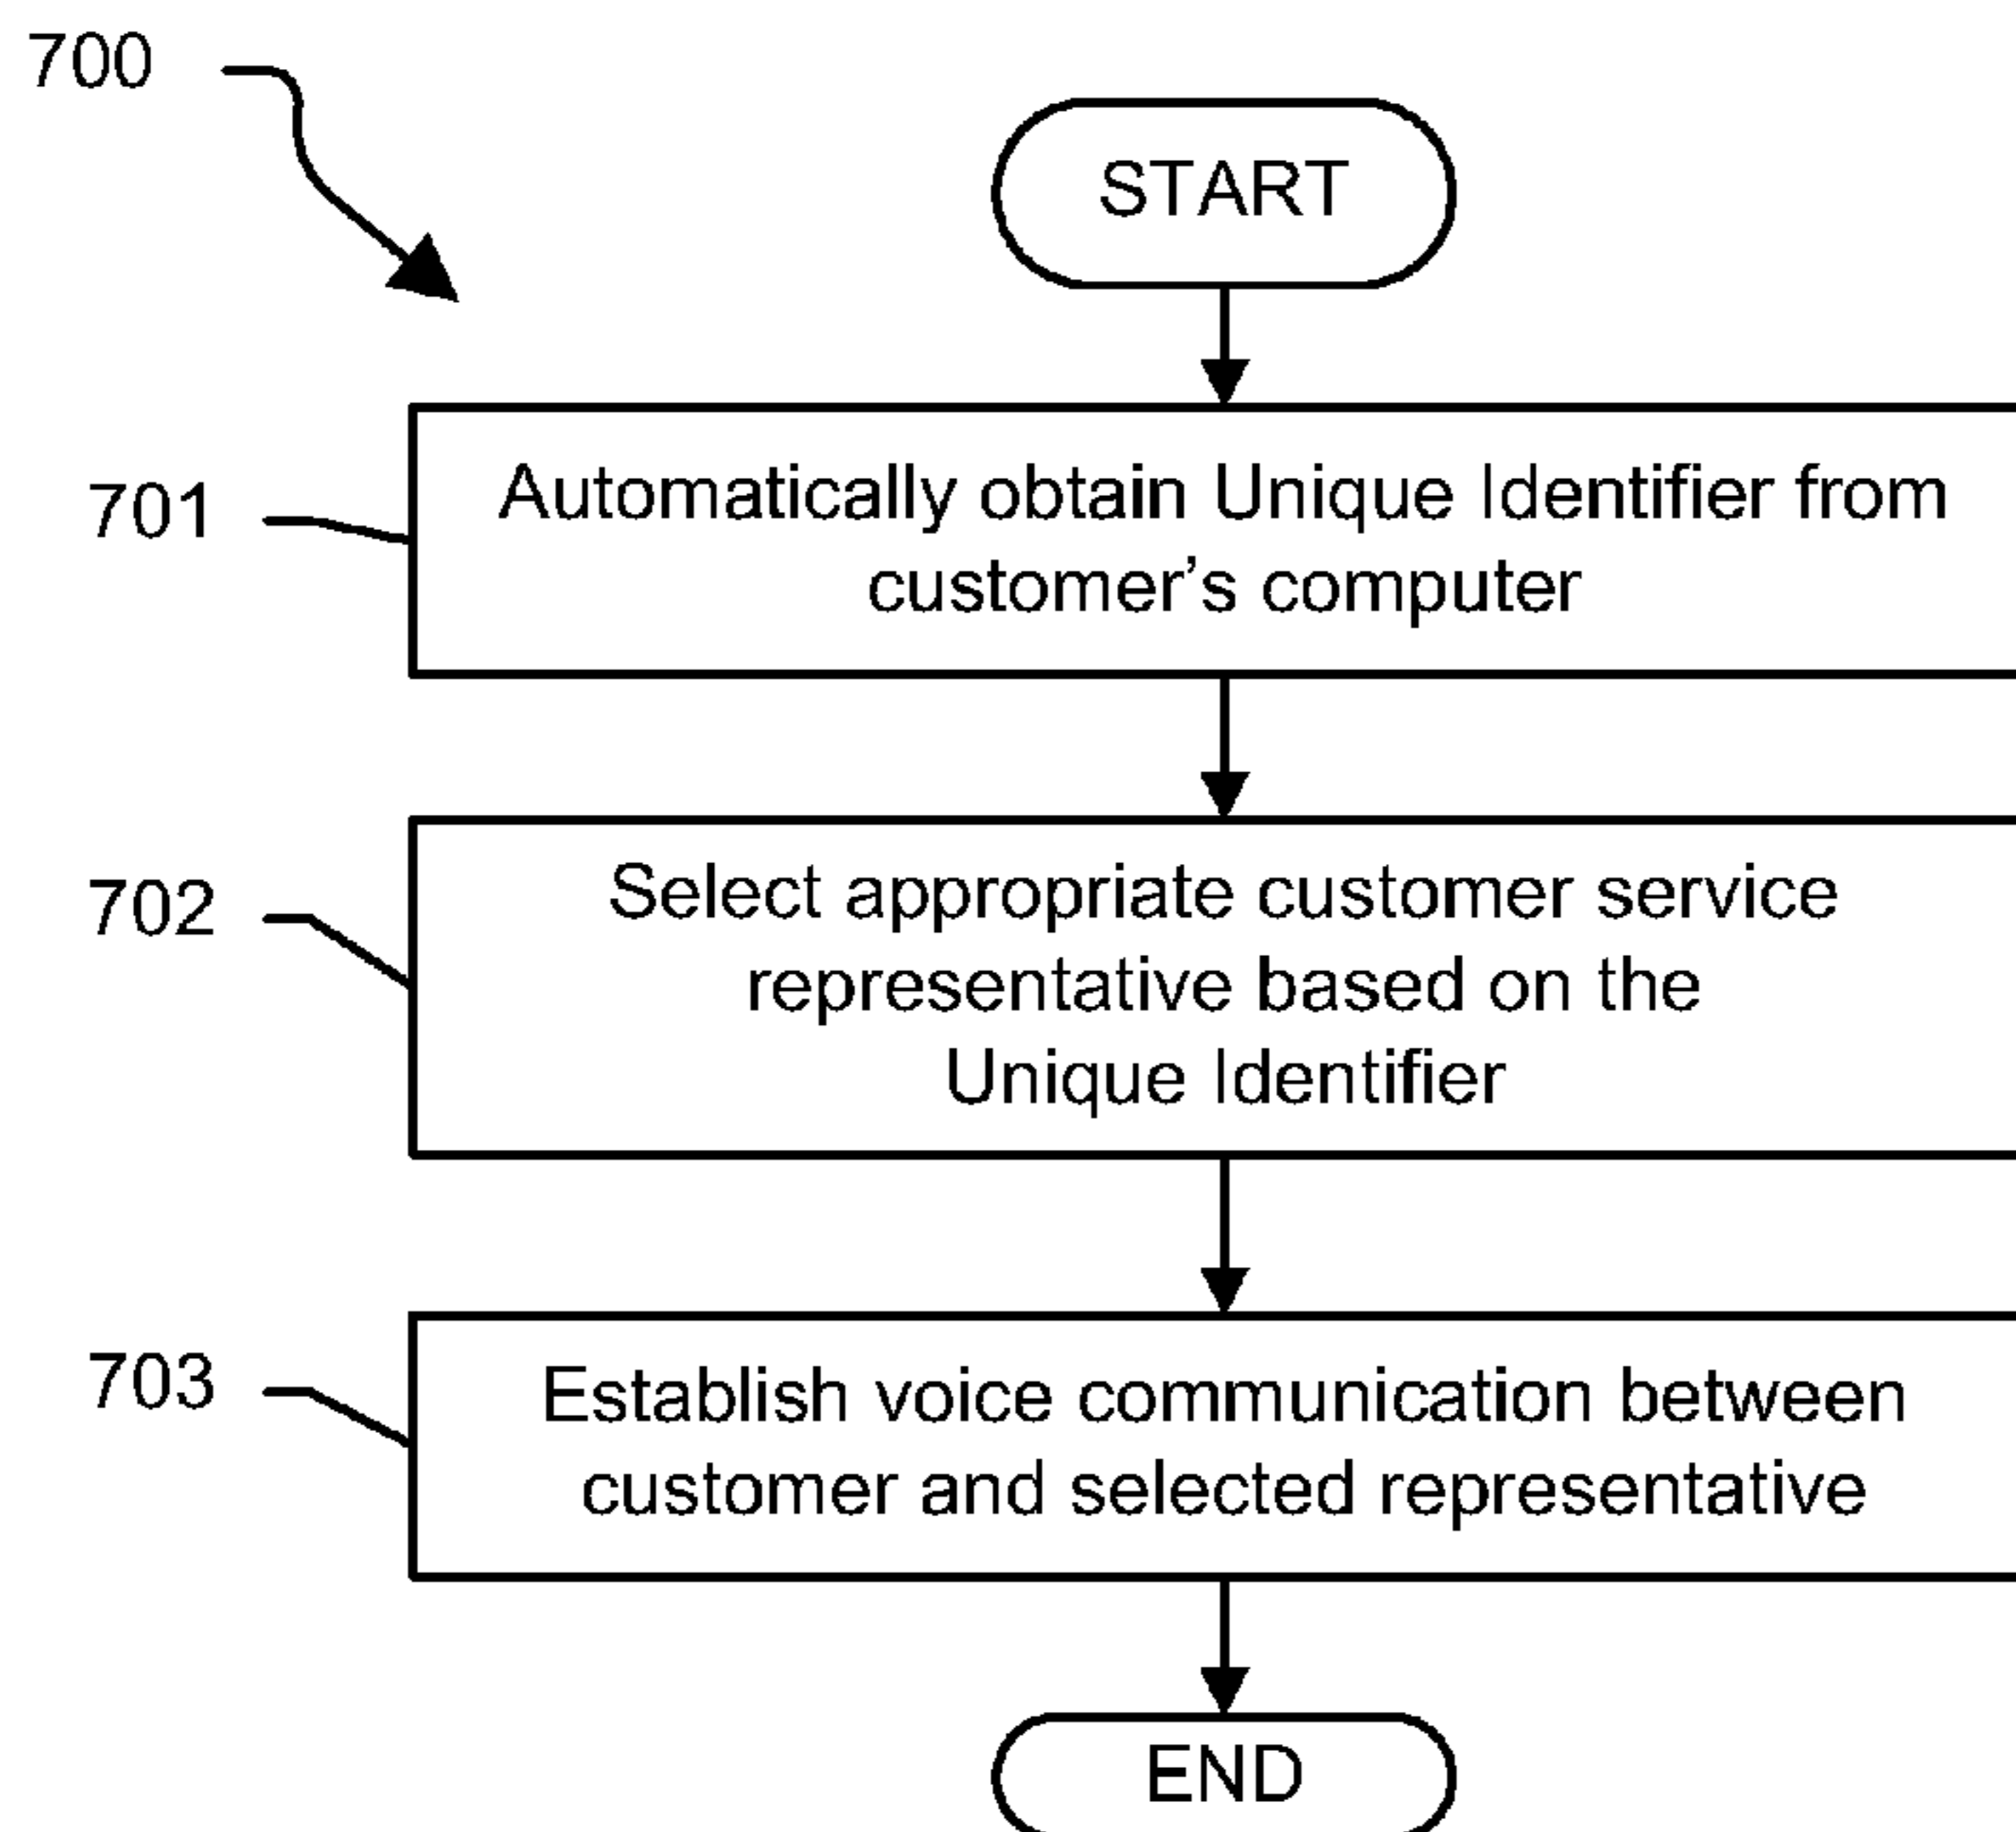 700
START
701
Automatically obtain Unique Identifier from
customer’s computer
702
Select appropriate customer service
representative based on the
Unique Identifier
703
Establish voice communication between
customer and selected representative
END